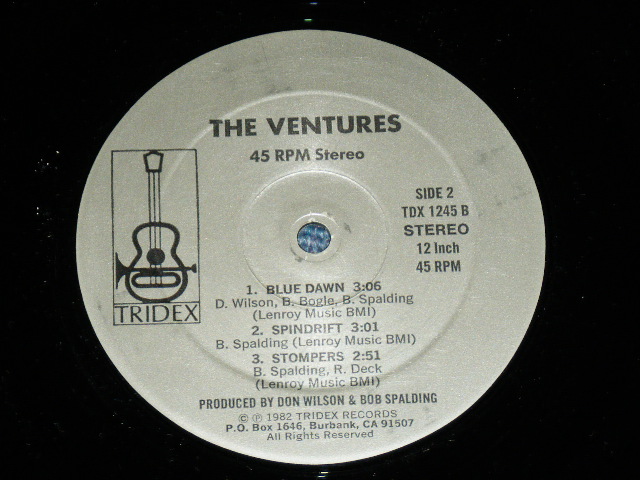 THE VENTURES
45 RPM Stereo
SIDE 2
TDX 1245 B
STEREO
12 Inch
45 RPM
TRIDEX
1. BLUE DAWN 3:06
D. Wilson, B. Bogle, B. Spalding
(Lenroy Music BMI)
2. SPINDRIFT 3:01
B. Spalding (Lenroy Music BMI)
3. STOMPERS 2:51
B. Spalding, R. Deck
(Lenroy Music BMI)
PRODUCED BY DON WILSON & BOB SPALDING
© ℗ 1982 TRIDEX RECORDS
P.O. Box 1646, Burbank, CA 91507
All Rights Reserved